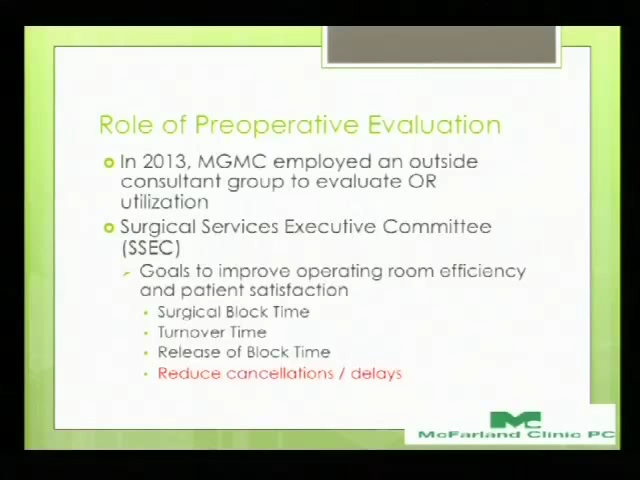 Role of Preoperative Evaluation
In 2013, MGMC employed an outside
consultant group to evaluate OR
utilization
Surgical Services Executive Committee
(SSEC)
Goals to improve operating room efficiency
and patient satisfaction
Surgical Block Time
Turnover Time
Release of Block Time
Reduce cancellations / delays
MC
McFarland Clinic PC